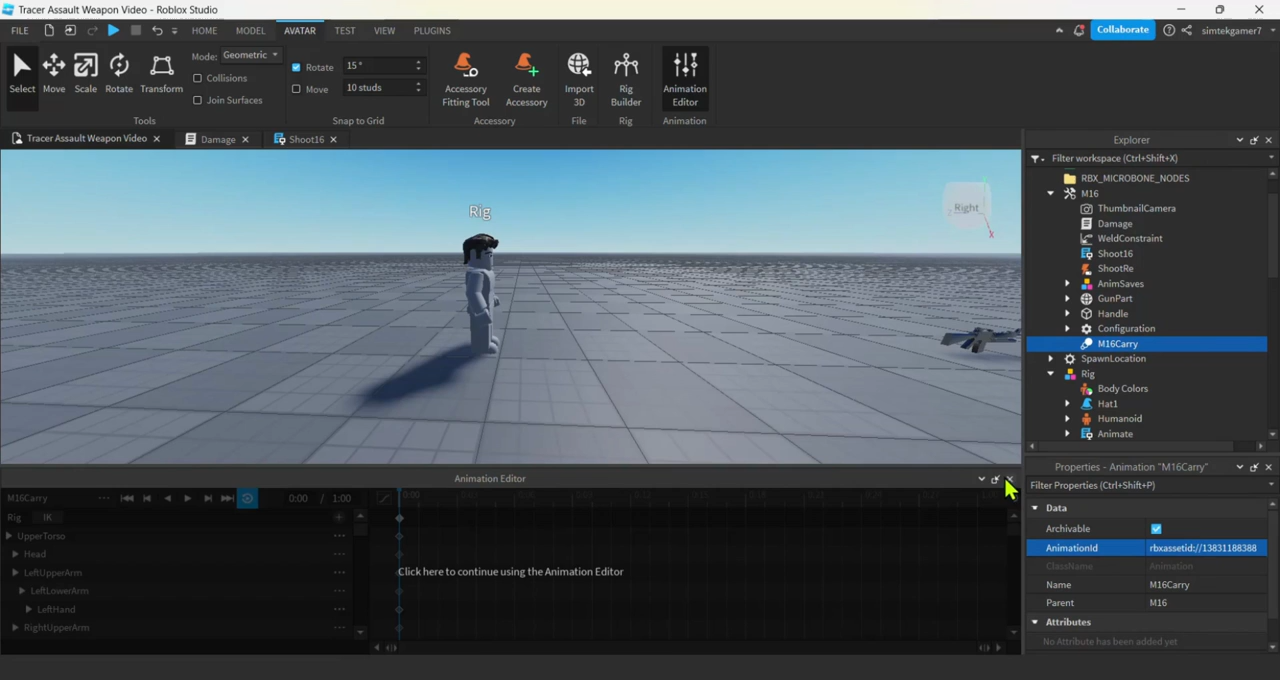 Tracer Assault Weapon Video - Roblox Studio
FILE HOME MODEL AVATAR TEST VIEW PLUGINS Collaborate simtekgamer7
Select Move Scale Rotate Transform
Mode: Geometric
Collisions
Join Surfaces
Tools
Rotate 15 °
Move 10 studs
Snap to Grid
Accessory Fitting Tool
Create Accessory
Accessory
Import 3D
File
Rig Builder
Rig
Animation Editor
Animation
Tracer Assault Weapon Video Damage Shoot16
Rig
Right
X
Explorer
Filter workspace (Ctrl+Shift+X)
RBX_MICROBONE_NODES
M16
ThumbnailCamera
Damage
WeldConstraint
Shoot16
ShootRe
AnimSaves
GunPart
Handle
Configuration
M16Carry
SpawnLocation
Rig
Body Colors
Hat1
Humanoid
Animate
Animation Editor
M16Carry 0:00 / 1:00 0:00
Rig IK
UpperTorso
Head
LeftUpperArm
LeftLowerArm
LeftHand
RightUpperArm
Click here to continue using the Animation Editor
Properties - Animation "M16Carry"
Filter Properties (Ctrl+Shift+P)
Data
Archivable
AnimationId rbxassetid://13831188388
ClassName Animation
Name M16Carry
Parent M16
Attributes
No Attribute has been added yet